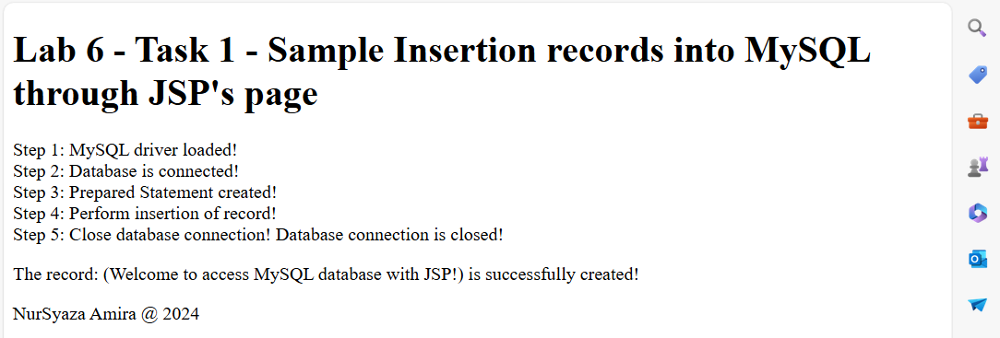 Lab 6 - Task 1 - Sample Insertion records into MySQL
through JSP's page
Step 1: MySQL driver loaded!
Step 2: Database is connected!
Step 3: Prepared Statement created!
Step 4: Perform insertion of record!
Step 5: Close database connection! Database connection is closed!
The record: (Welcome to access MySQL database with JSP!) is successfully created!
NurSyaza Amira @ 2024